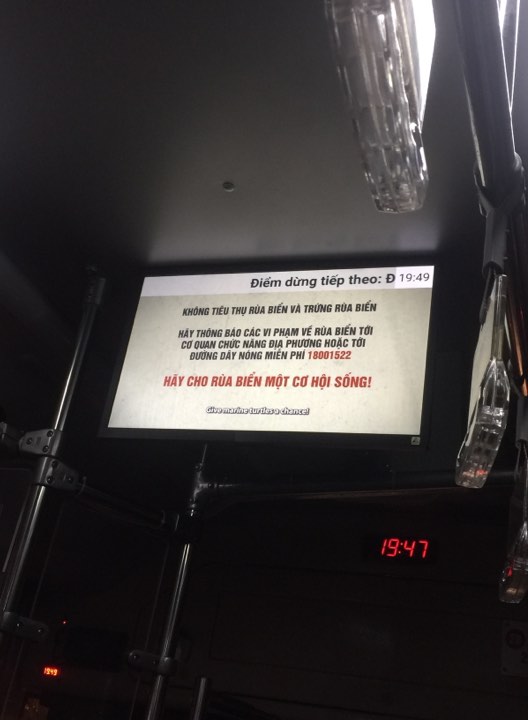 Điểm dừng tiếp theo: Đ 19:49
KHÔNG TIÊU THỤ RÙA BIỂN VÀ TRỨNG RÙA BIỂN
HÃY THÔNG BÁO CÁC VI PHẠM VỀ RÙA BIỂN TỚI
CƠ QUAN CHỨC NĂNG ĐỊA PHƯƠNG HOẶC TỚI
ĐƯỜNG DÂY NÓNG MIỄN PHÍ 18001522
HÃY CHO RÙA BIỂN MỘT CƠ HỘI SỐNG!
Give marine turtles a chance!
19:47
19:49